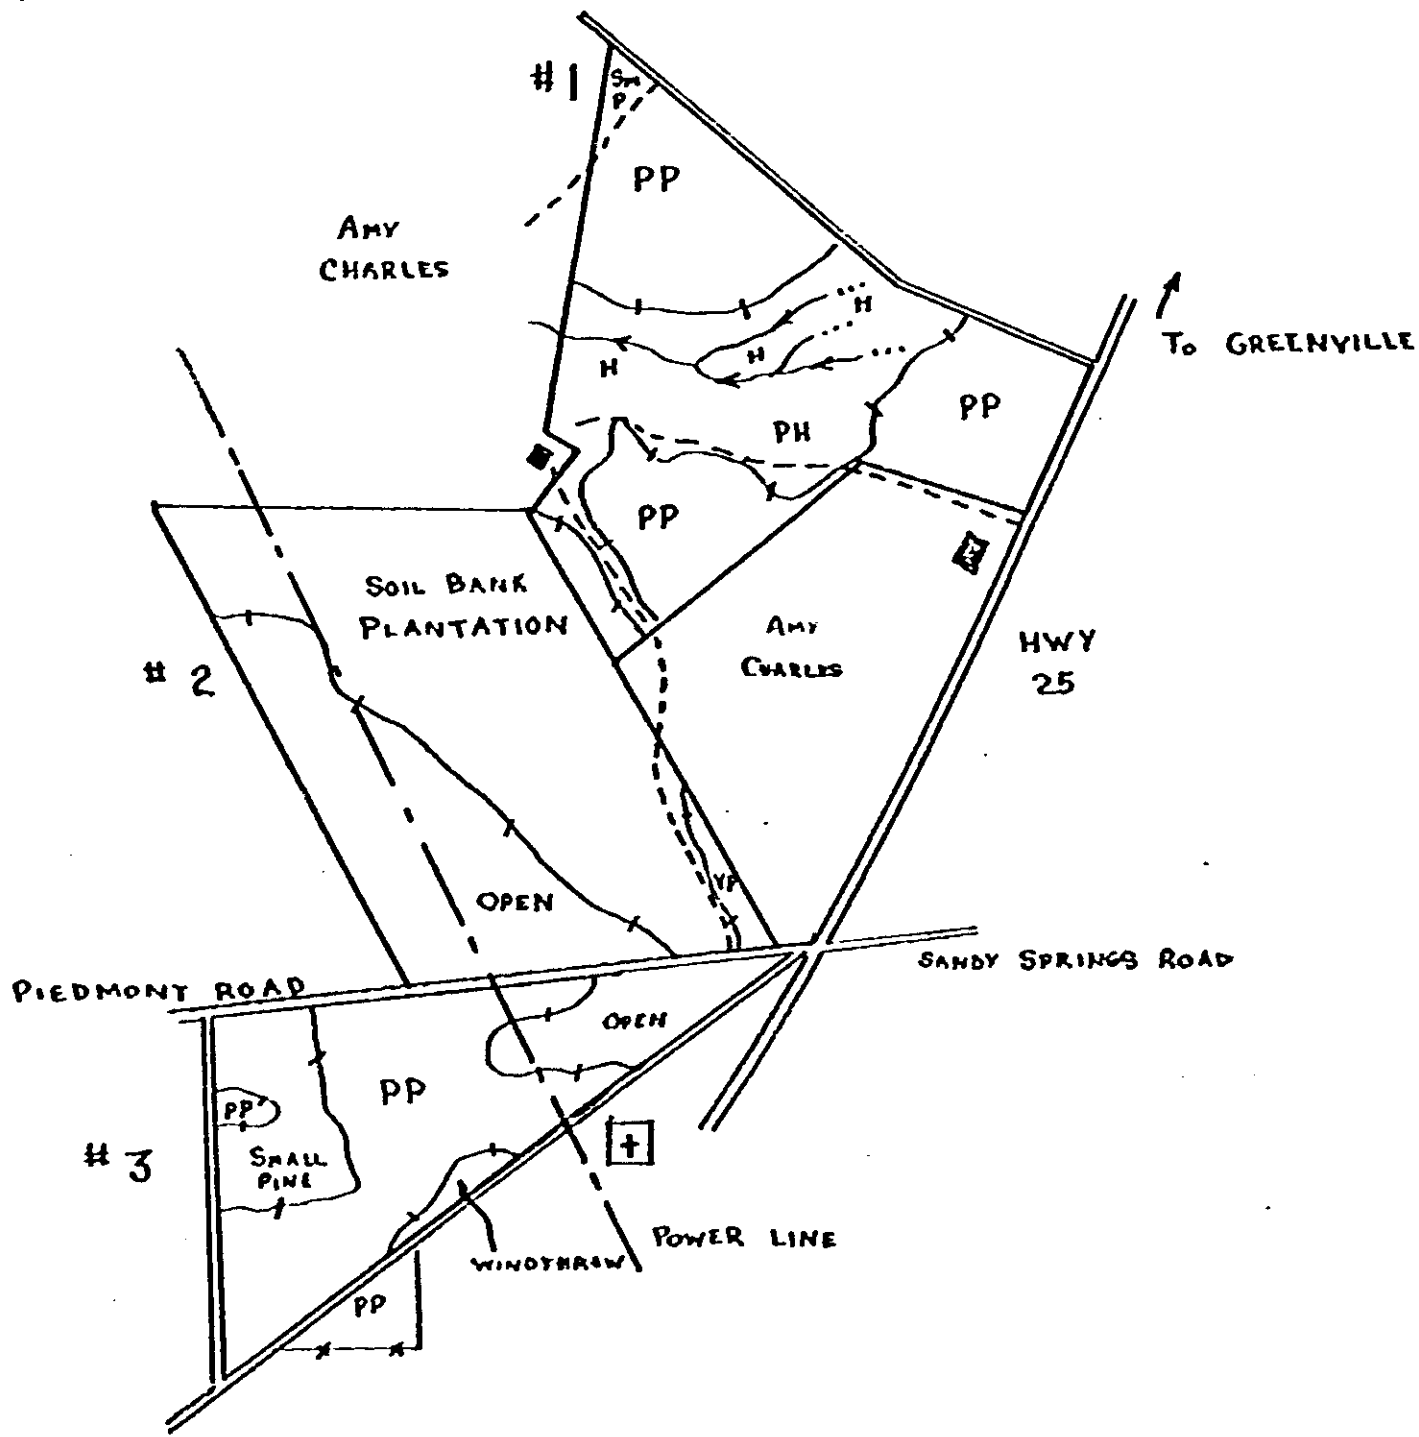 #1
Sm
P
PP
AMY
CHARLES
H
H
H
TO GREENVILLE
PP
PH
PP
SOIL BANK
PLANTATION
AMY
CHARLES
HWY
25
#2
YP
OPEN
SANDY SPRINGS ROAD
PIEDMONT ROAD
OPEN
PP
PP
#3
SMALL
PINE
POWER LINE
WINDTHROW
PP